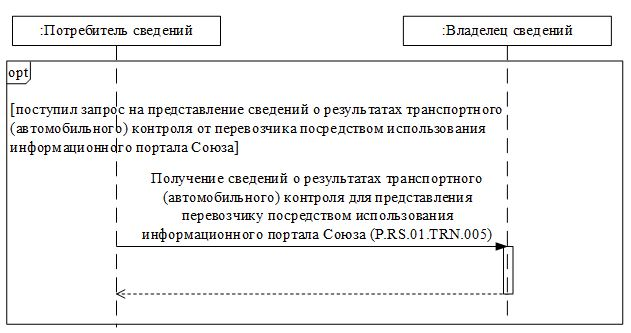 :Потребитель сведений
:Владелец сведений
opt
[поступил запрос на представление сведений о результатах транспортного
(автомобильного) контроля от перевозчика посредством использования
информационного портала Союза]
Получение сведений о результатах транспортного
(автомобильного) контроля для представления
перевозчику посредством использования
информационного портала Союза (P.RS.01.TRN.005)